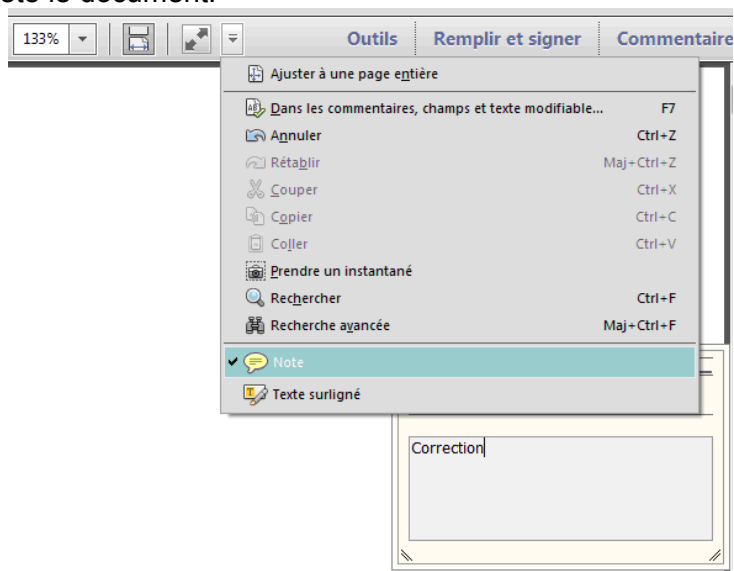 133% Outils Remplir et signer Commentaire
Ajuster à une page entière
Dans les commentaires, champs et texte modifiable... F7
Annuler Ctrl+Z
Rétablir Maj+Ctrl+Z
Couper Ctrl+X
Copier Ctrl+C
Coller Ctrl+V
Prendre un instantané
Rechercher Ctrl+F
Recherche avancée Maj+Ctrl+F
Note
Texte surligné
Correction